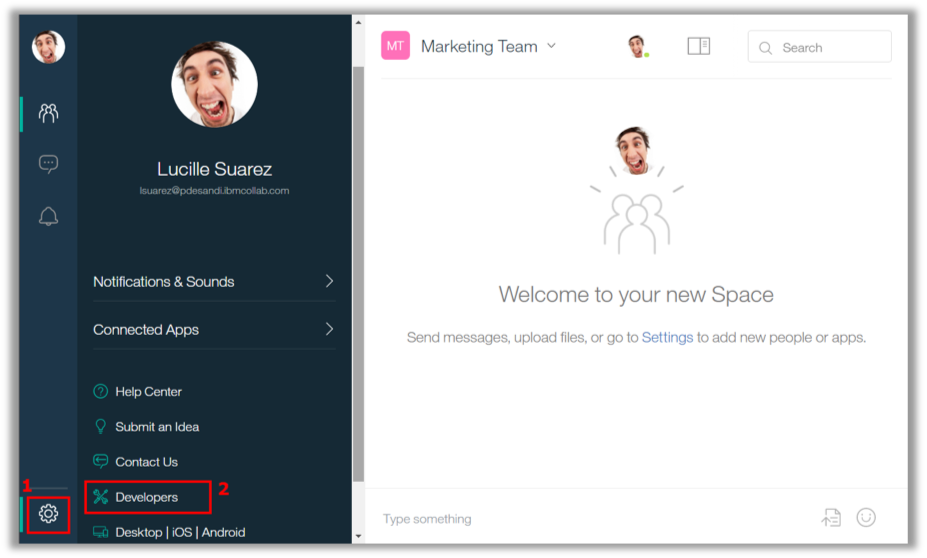 MT Marketing Team
Search
Lucille Suarez
lsuarez@pdesandi.ibmcollab.com
Notifications & Sounds
Connected Apps
Help Center
Submit an Idea
Contact Us
1
Developers 2
Desktop | iOS | Android
Welcome to your new Space
Send messages, upload files, or go to Settings to add new people or apps.
Type something